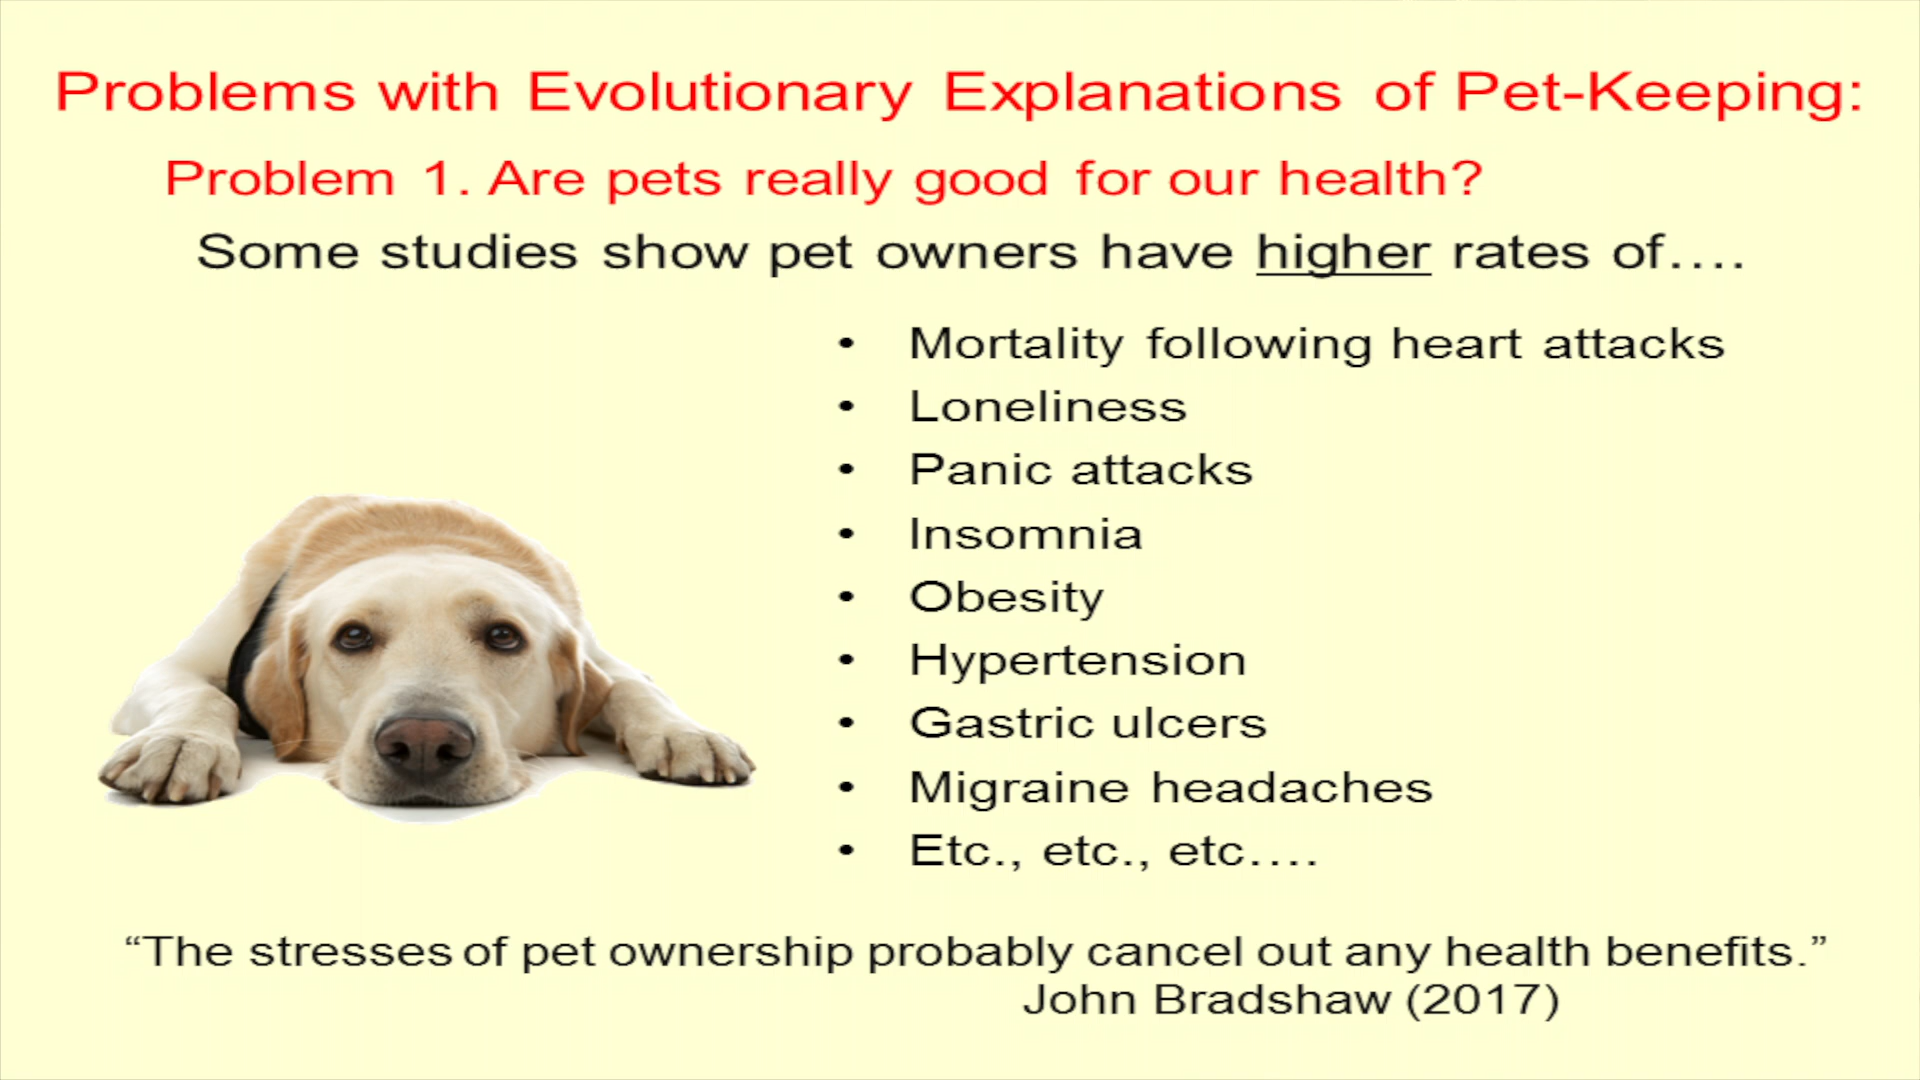 Problems with Evolutionary Explanations of Pet-Keeping:
Problem 1. Are pets really good for our health?
Some studies show pet owners have higher rates of….
• Mortality following heart attacks
• Loneliness
• Panic attacks
• Insomnia
• Obesity
• Hypertension
• Gastric ulcers
• Migraine headaches
• Etc., etc., etc….
“The stresses of pet ownership probably cancel out any health benefits.”
John Bradshaw (2017)